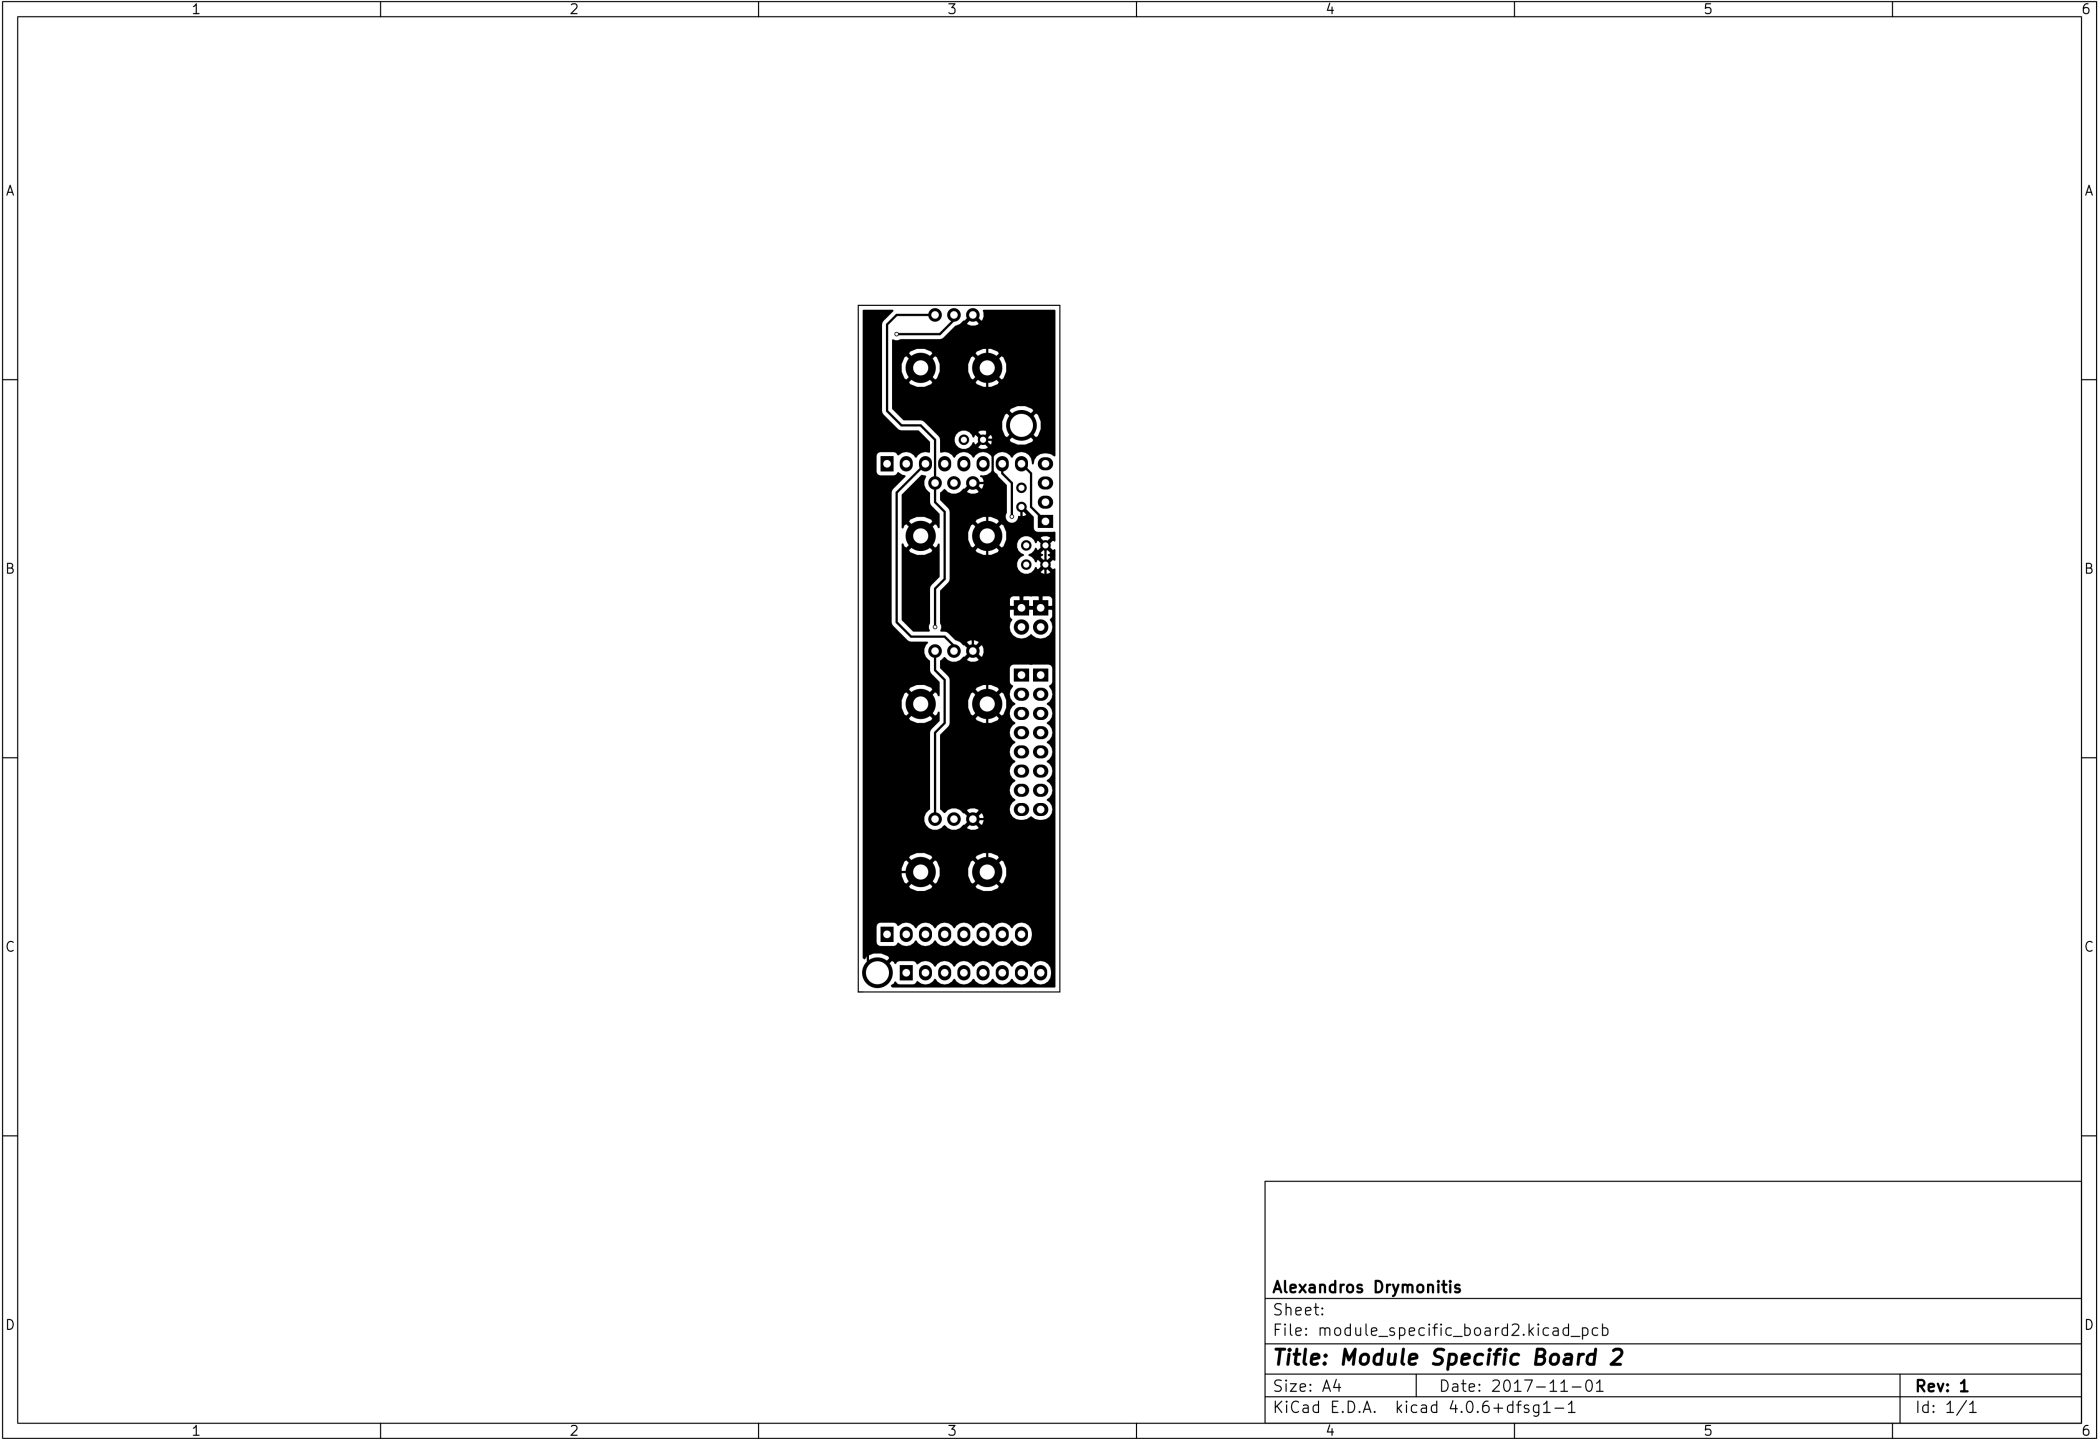 1 2 3 4 5 6
A A
B B
C C
Alexandros Drymonitis
Sheet:
File: module_specific_board2.kicad_pcb
D D
Title: Module Specific Board 2
Size: A4 Date: 2017-11-01 Rev: 1
KiCad E.D.A. kicad 4.0.6+dfsg1-1 Id: 1/1
1 2 3 4 5 6